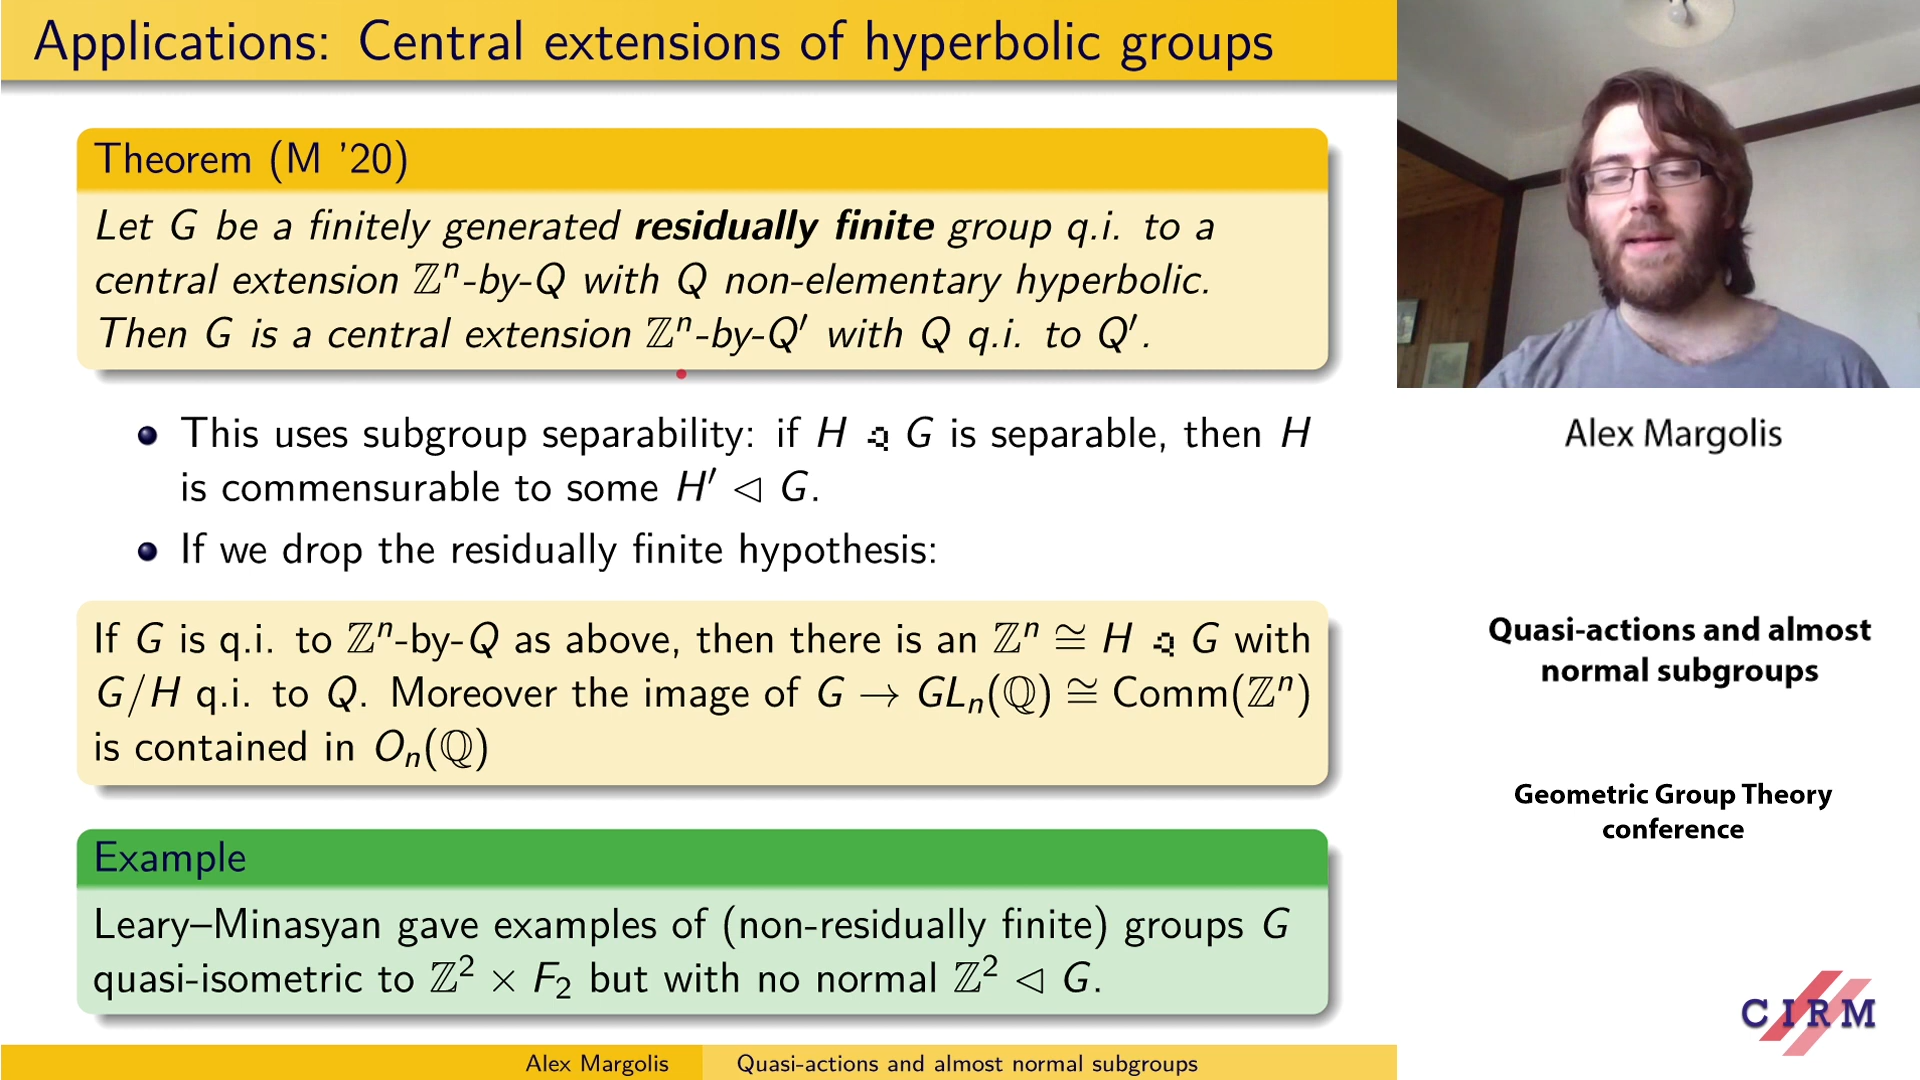 Applications: Central extensions of hyperbolic groups
Theorem (M '20)
Let G be a finitely generated residually finite group q.i. to a
central extension ℤⁿ-by-Q with Q non-elementary hyperbolic.
Then G is a central extension ℤⁿ-by-Q′ with Q q.i. to Q′.
This uses subgroup separability: if H ⊴ G is separable, then H
is commensurable to some H′ ◁ G.
If we drop the residually finite hypothesis:
If G is q.i. to ℤⁿ-by-Q as above, then there is an ℤⁿ ≅ H ⊴ G with
G/H q.i. to Q. Moreover the image of G → GLₙ(ℚ) ≅ Comm(ℤⁿ)
is contained in Oₙ(ℚ)
Example
Leary–Minasyan gave examples of (non-residually finite) groups G
quasi-isometric to ℤ² × F₂ but with no normal ℤ² ◁ G.
Alex Margolis
Quasi-actions and almost normal subgroups
Alex Margolis
Quasi-actions and almost
normal subgroups
Geometric Group Theory
conference
CIRM